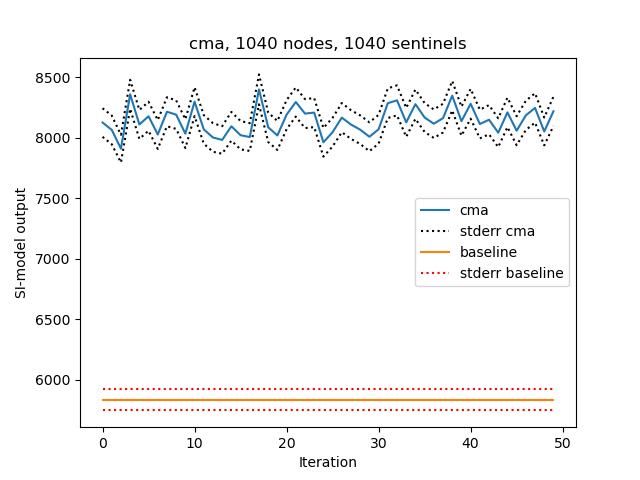 cma, 1040 nodes, 1040 sentinels
8500
8000
7500
7000
6500
6000
SI-model output
cma
stderr cma
baseline
stderr baseline
0 10 20 30 40 50
Iteration